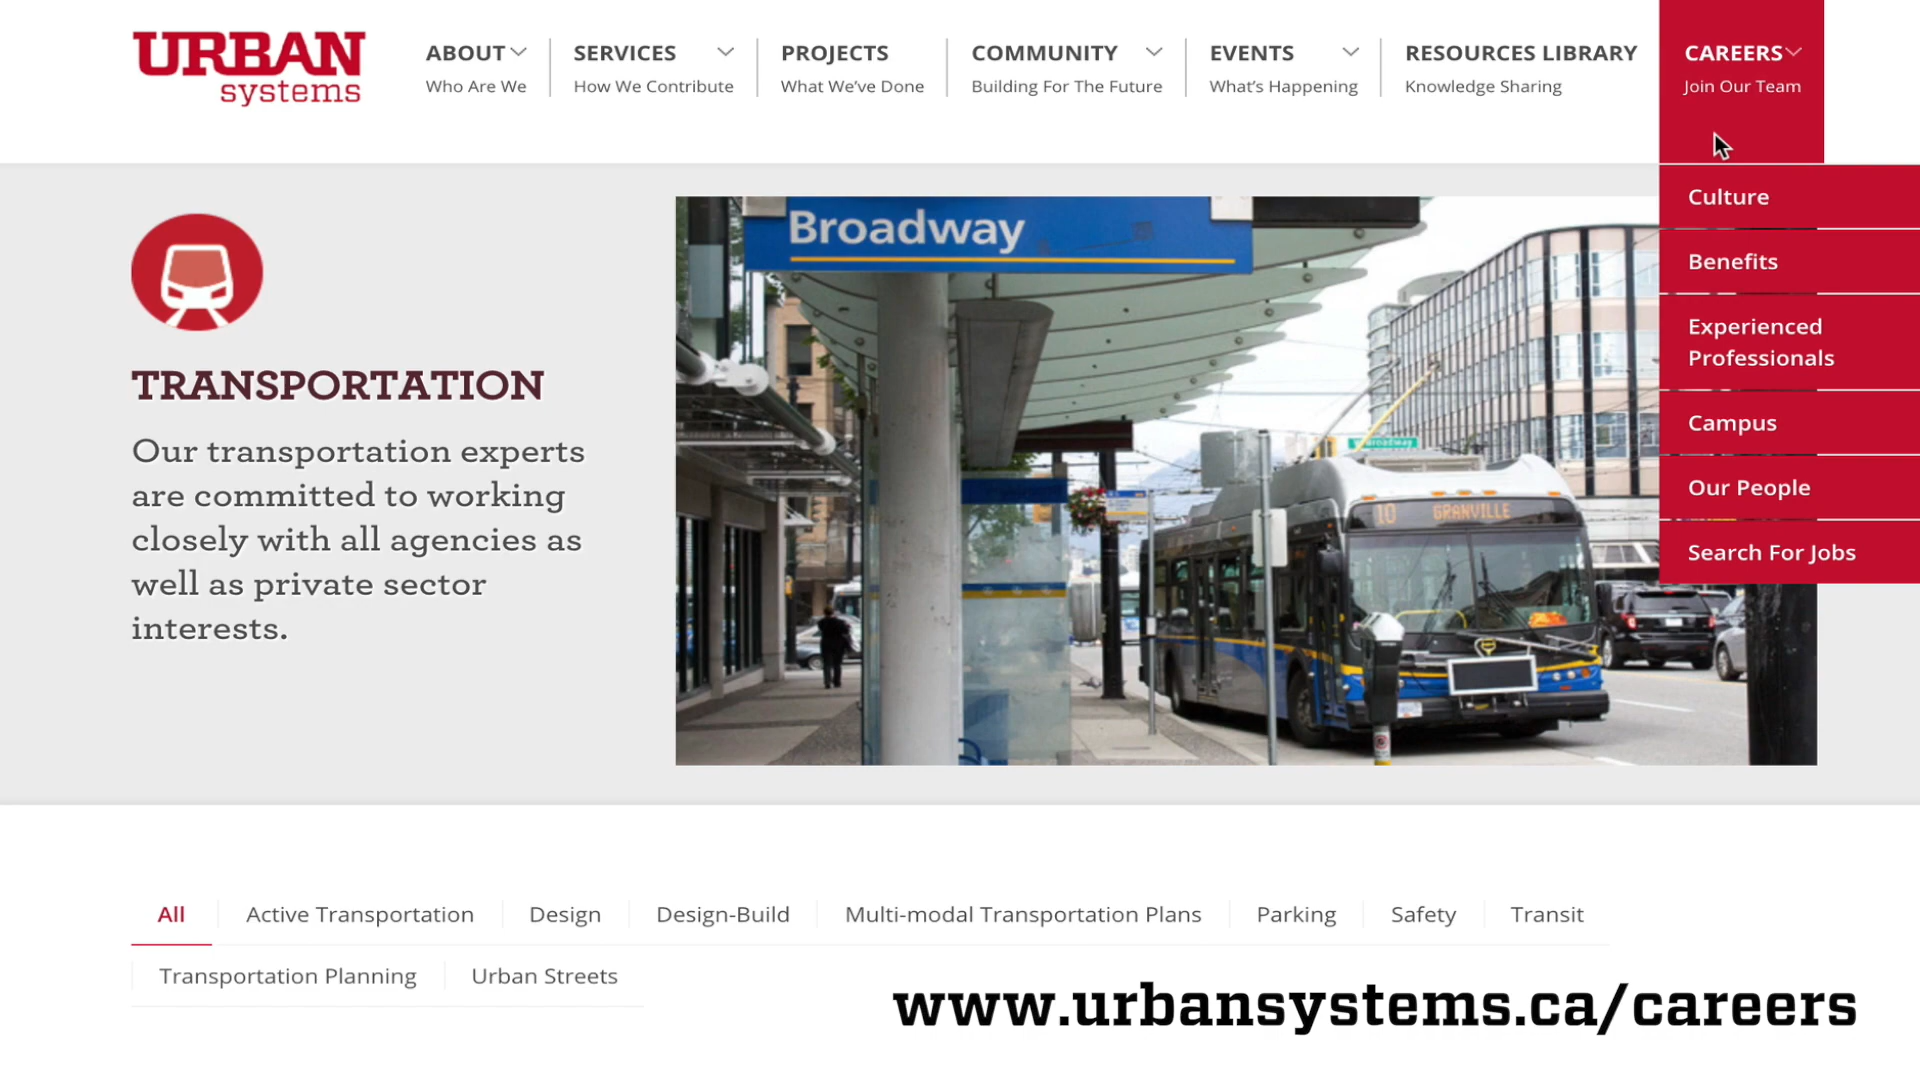 URBAN
systems
ABOUT
Who Are We
SERVICES
How We Contribute
PROJECTS
What We've Done
COMMUNITY
Building For The Future
EVENTS
What's Happening
RESOURCES LIBRARY
Knowledge Sharing
CAREERS
Join Our Team
Culture
Benefits
Experienced
Professionals
Campus
Our People
Search For Jobs
TRANSPORTATION
Our transportation experts
are committed to working
closely with all agencies as
well as private sector
interests.
Broadway
W Broadway
10 GRANVILLE
All
Active Transportation
Design
Design-Build
Multi-modal Transportation Plans
Parking
Safety
Transit
Transportation Planning
Urban Streets
www.urbansystems.ca/careers